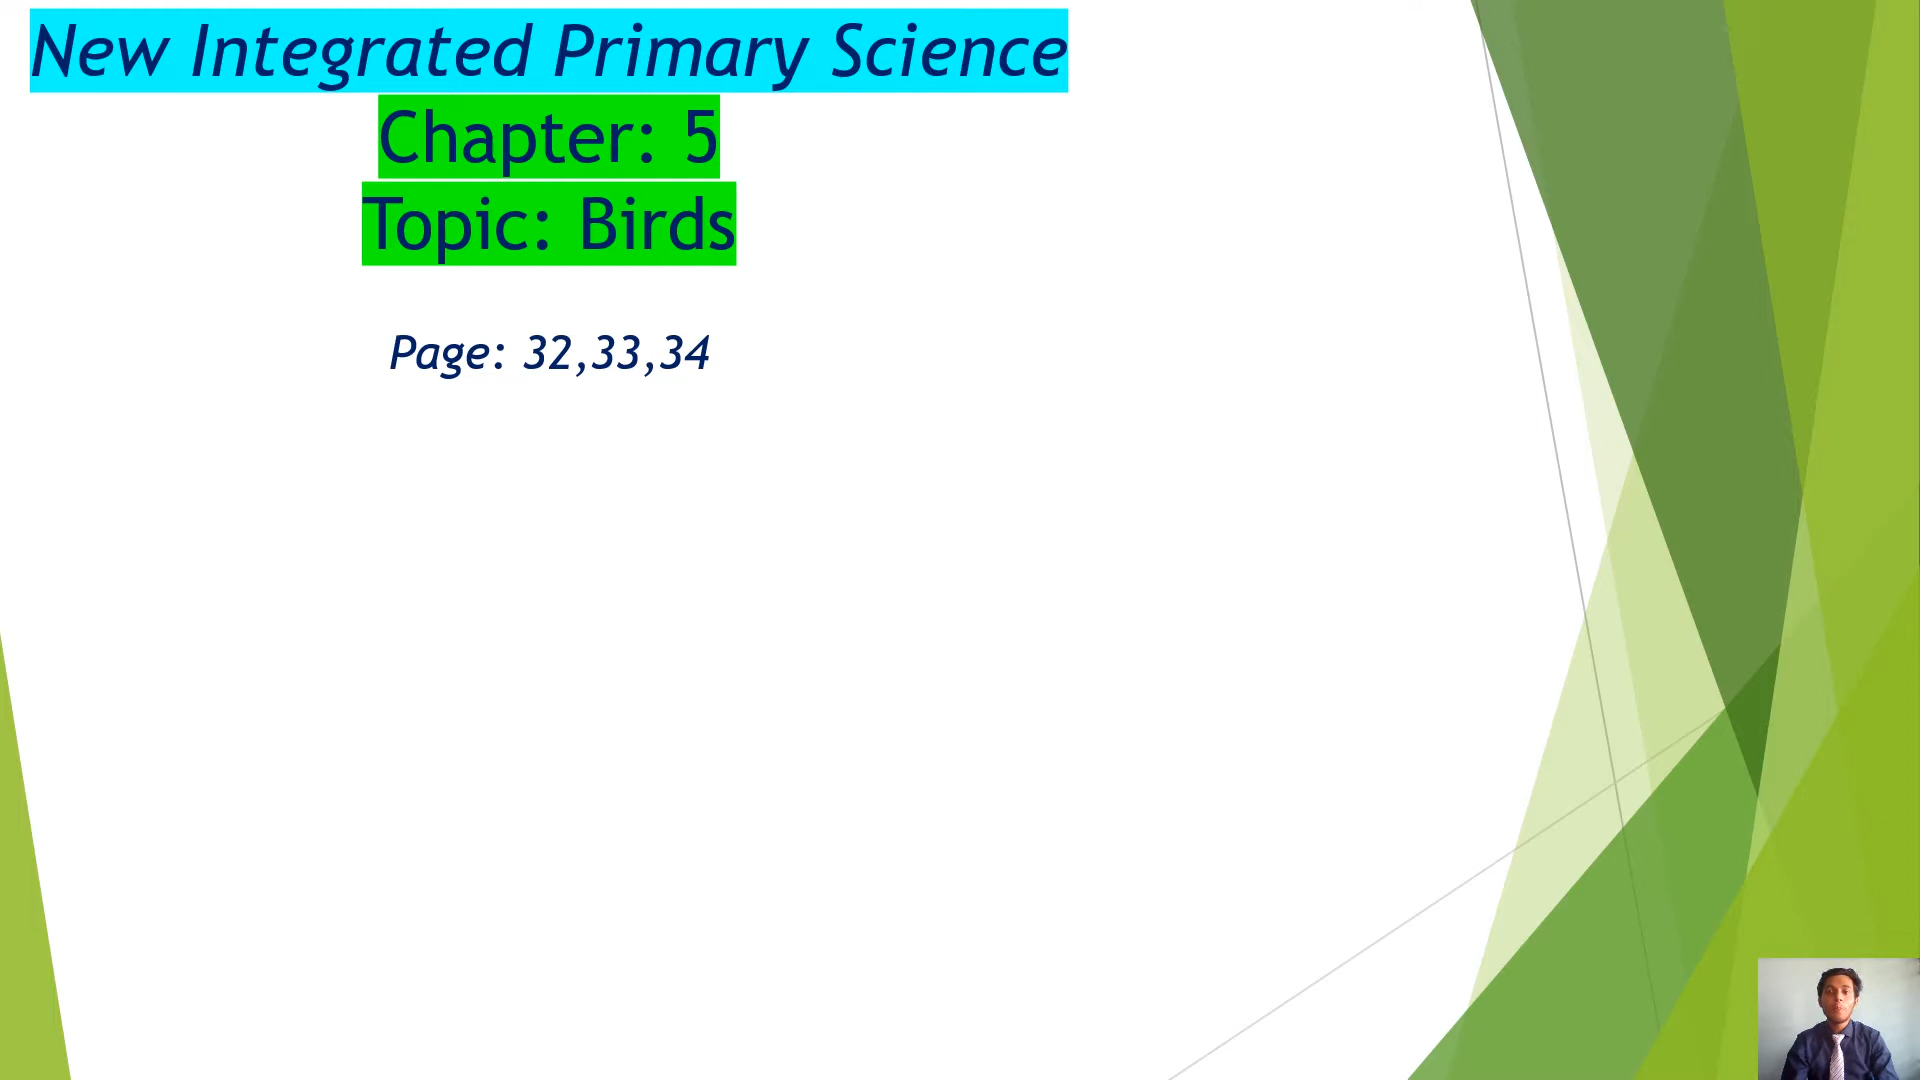 New Integrated Primary Science
Chapter: 5
Topic: Birds
Page: 32,33,34